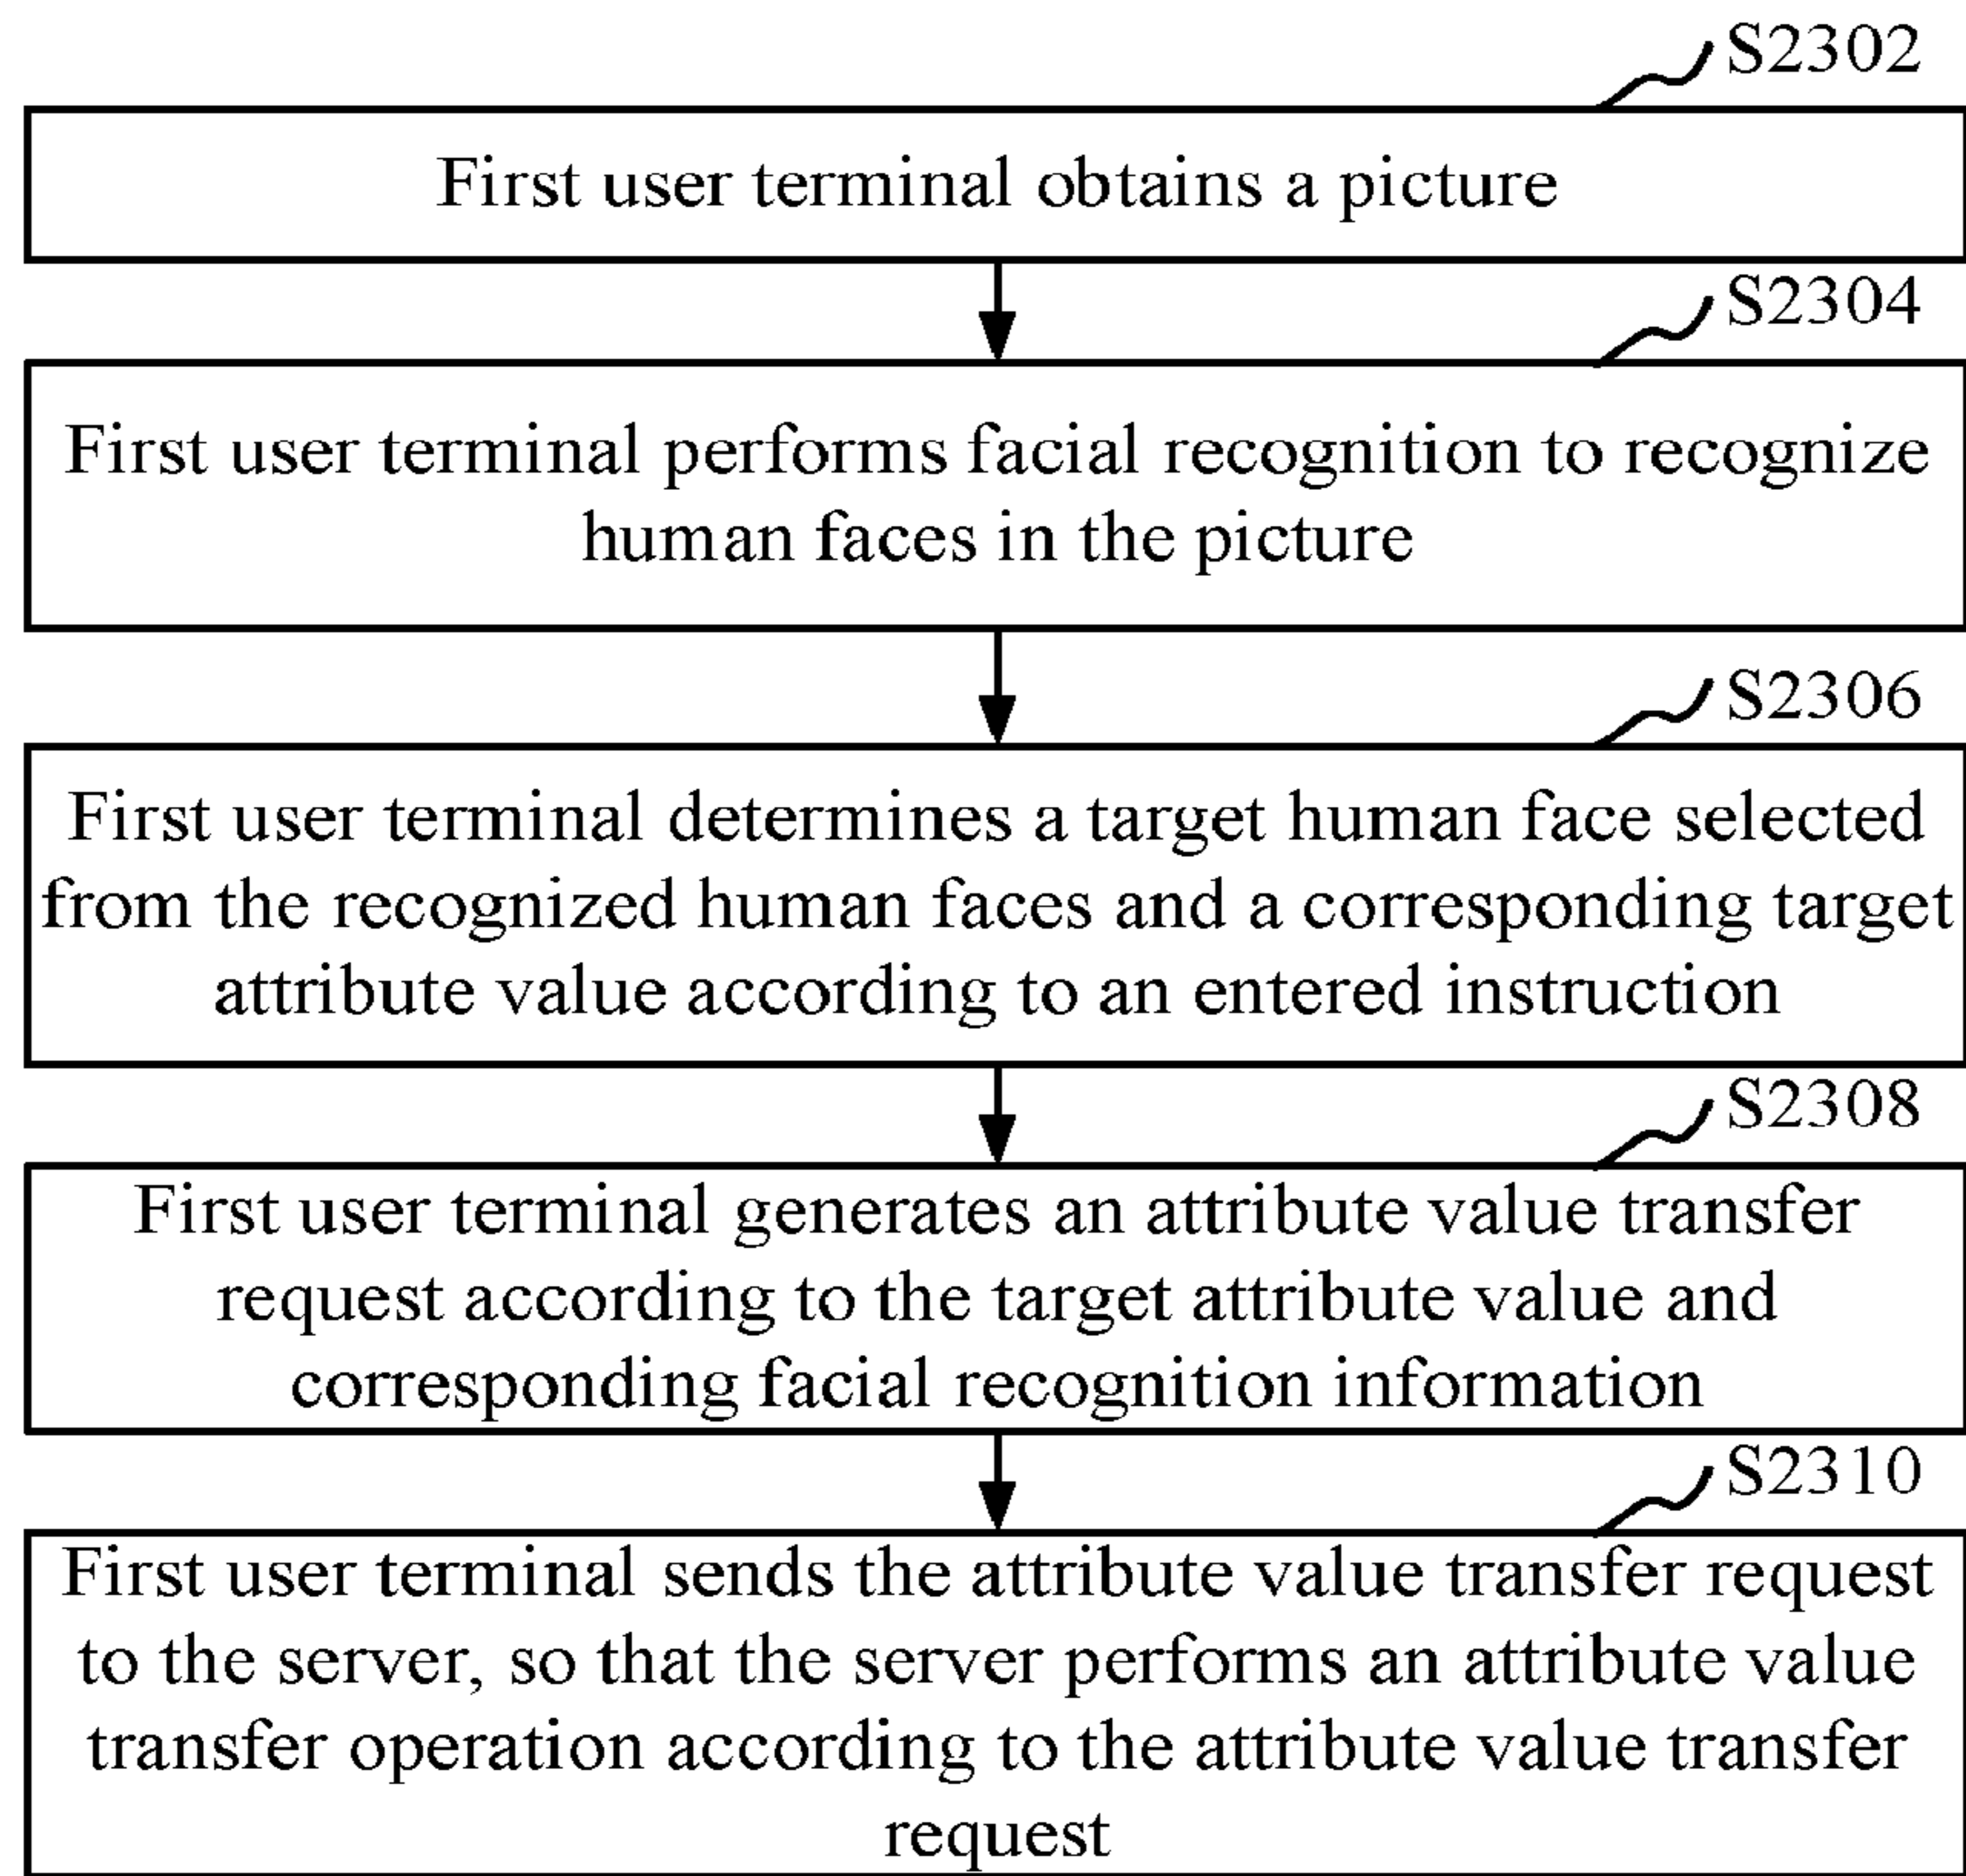 S2302
First user terminal obtains a picture
S2304
First user terminal performs facial recognition to recognize
human faces in the picture
S2306
First user terminal determines a target human face selected
from the recognized human faces and a corresponding target
attribute value according to an entered instruction
S2308
First user terminal generates an attribute value transfer
request according to the target attribute value and
corresponding facial recognition information
S2310
First user terminal sends the attribute value transfer request
to the server, so that the server performs an attribute value
transfer operation according to the attribute value transfer
request